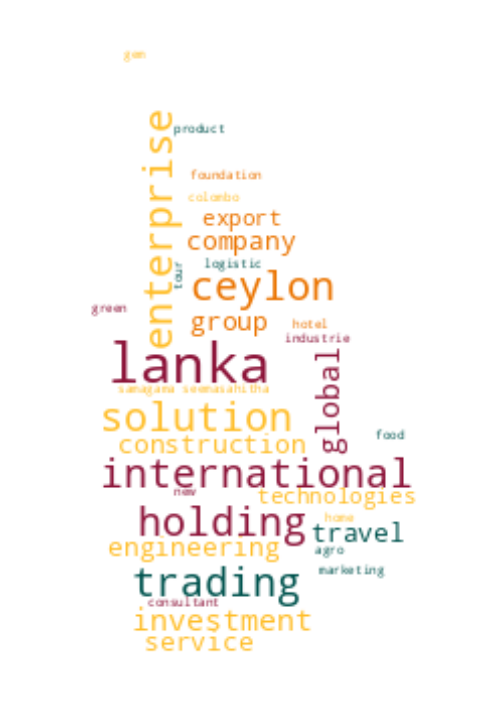 gem
product
enterprise
foundation
colombo
export
company
logistic
tour
ceylon
green
group
hotel
industrie
lanka
global
samagama seemasahitha
solution
food
construction
international
new
technologies
holding
home
travel
engineering
agro
trading
marketing
consultant
investment
service